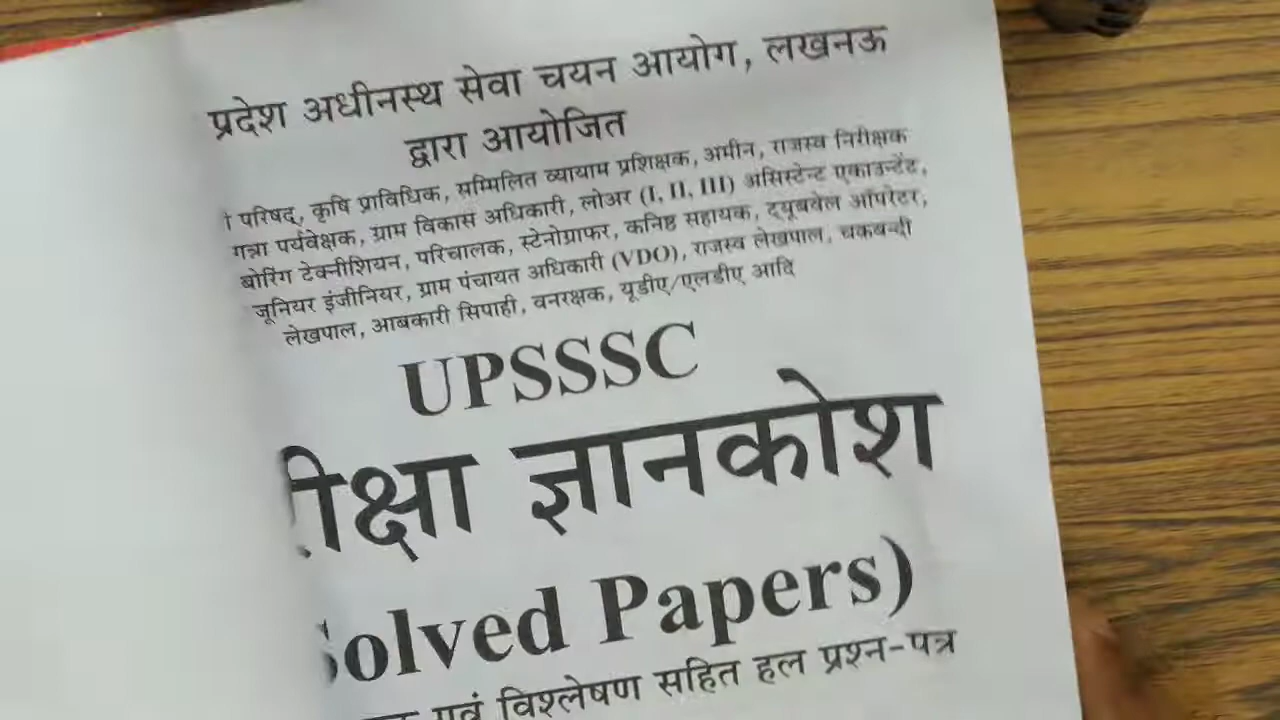 प्रदेश अधीनस्थ सेवा चयन आयोग, लखनऊ
द्वारा आयोजित
परिषद्, कृषि प्राविधिक, सम्मिलित व्यायाम प्रशिक्षक, अमीन, राजस्व निरीक्षक
गन्ना पर्यवेक्षक, ग्राम विकास अधिकारी, लोअर (I, II, III) असिस्टेन्ट एकाउन्टेंट,
बोरिंग टेक्नीशियन, परिचालक, स्टेनोग्राफर, कनिष्ठ सहायक, ट्यूबवेल ऑपरेटर,
जूनियर इंजीनियर, ग्राम पंचायत अधिकारी (VDO), राजस्व लेखपाल, चकबन्दी
लेखपाल, आबकारी सिपाही, वनरक्षक, यूडीए/एलडीए आदि
UPSSSC
ज्ञानकोश
Papers)
एवं विश्लेषण सहित हल प्रश्न-पत्र